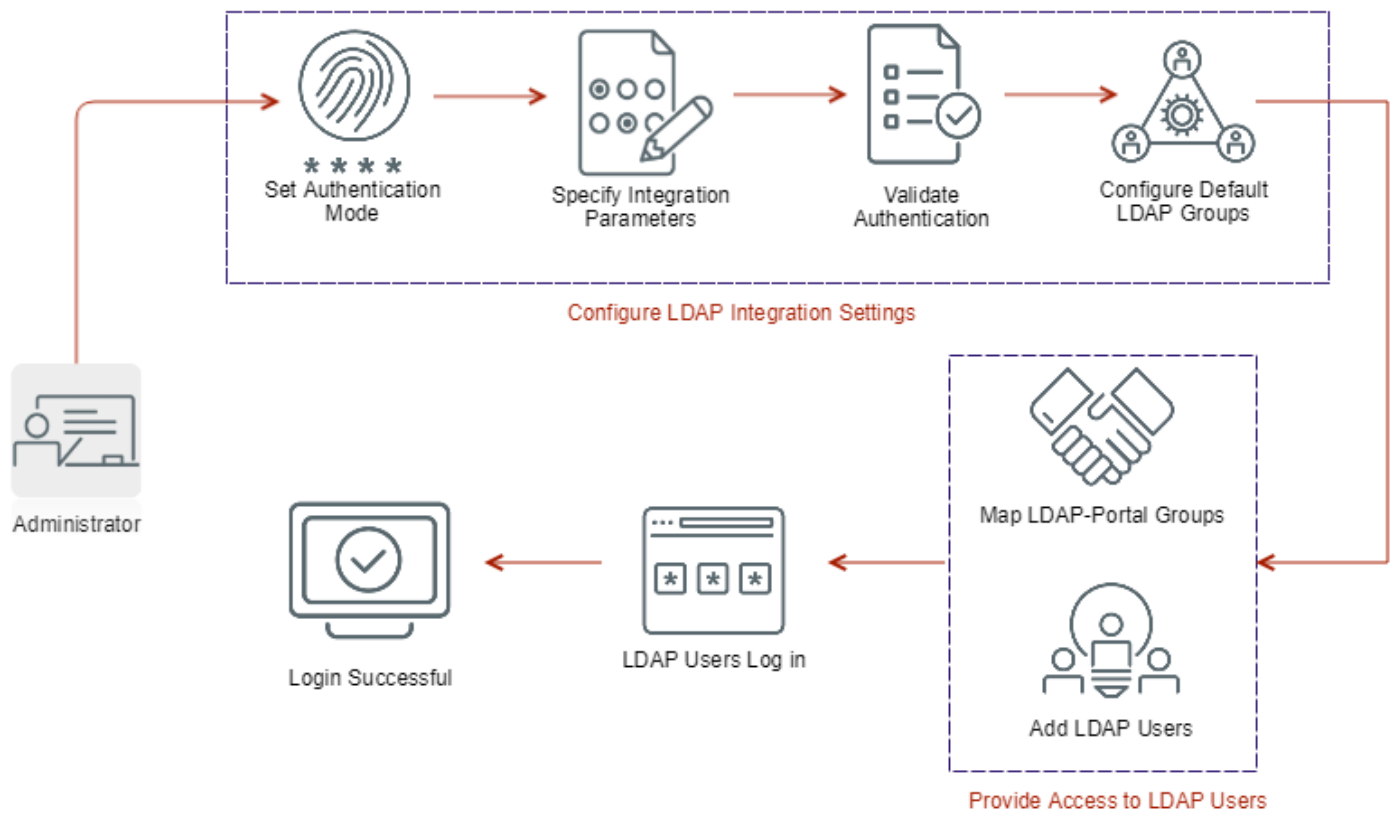 * * * *
Set Authentication
Mode
Specify Integration
Parameters
Validate
Authentication
Configure Default
LDAP Groups
Configure LDAP Integration Settings
Administrator
Map LDAP-Portal Groups
Add LDAP Users
Provide Access to LDAP Users
* * *
LDAP Users Log in
Login Successful